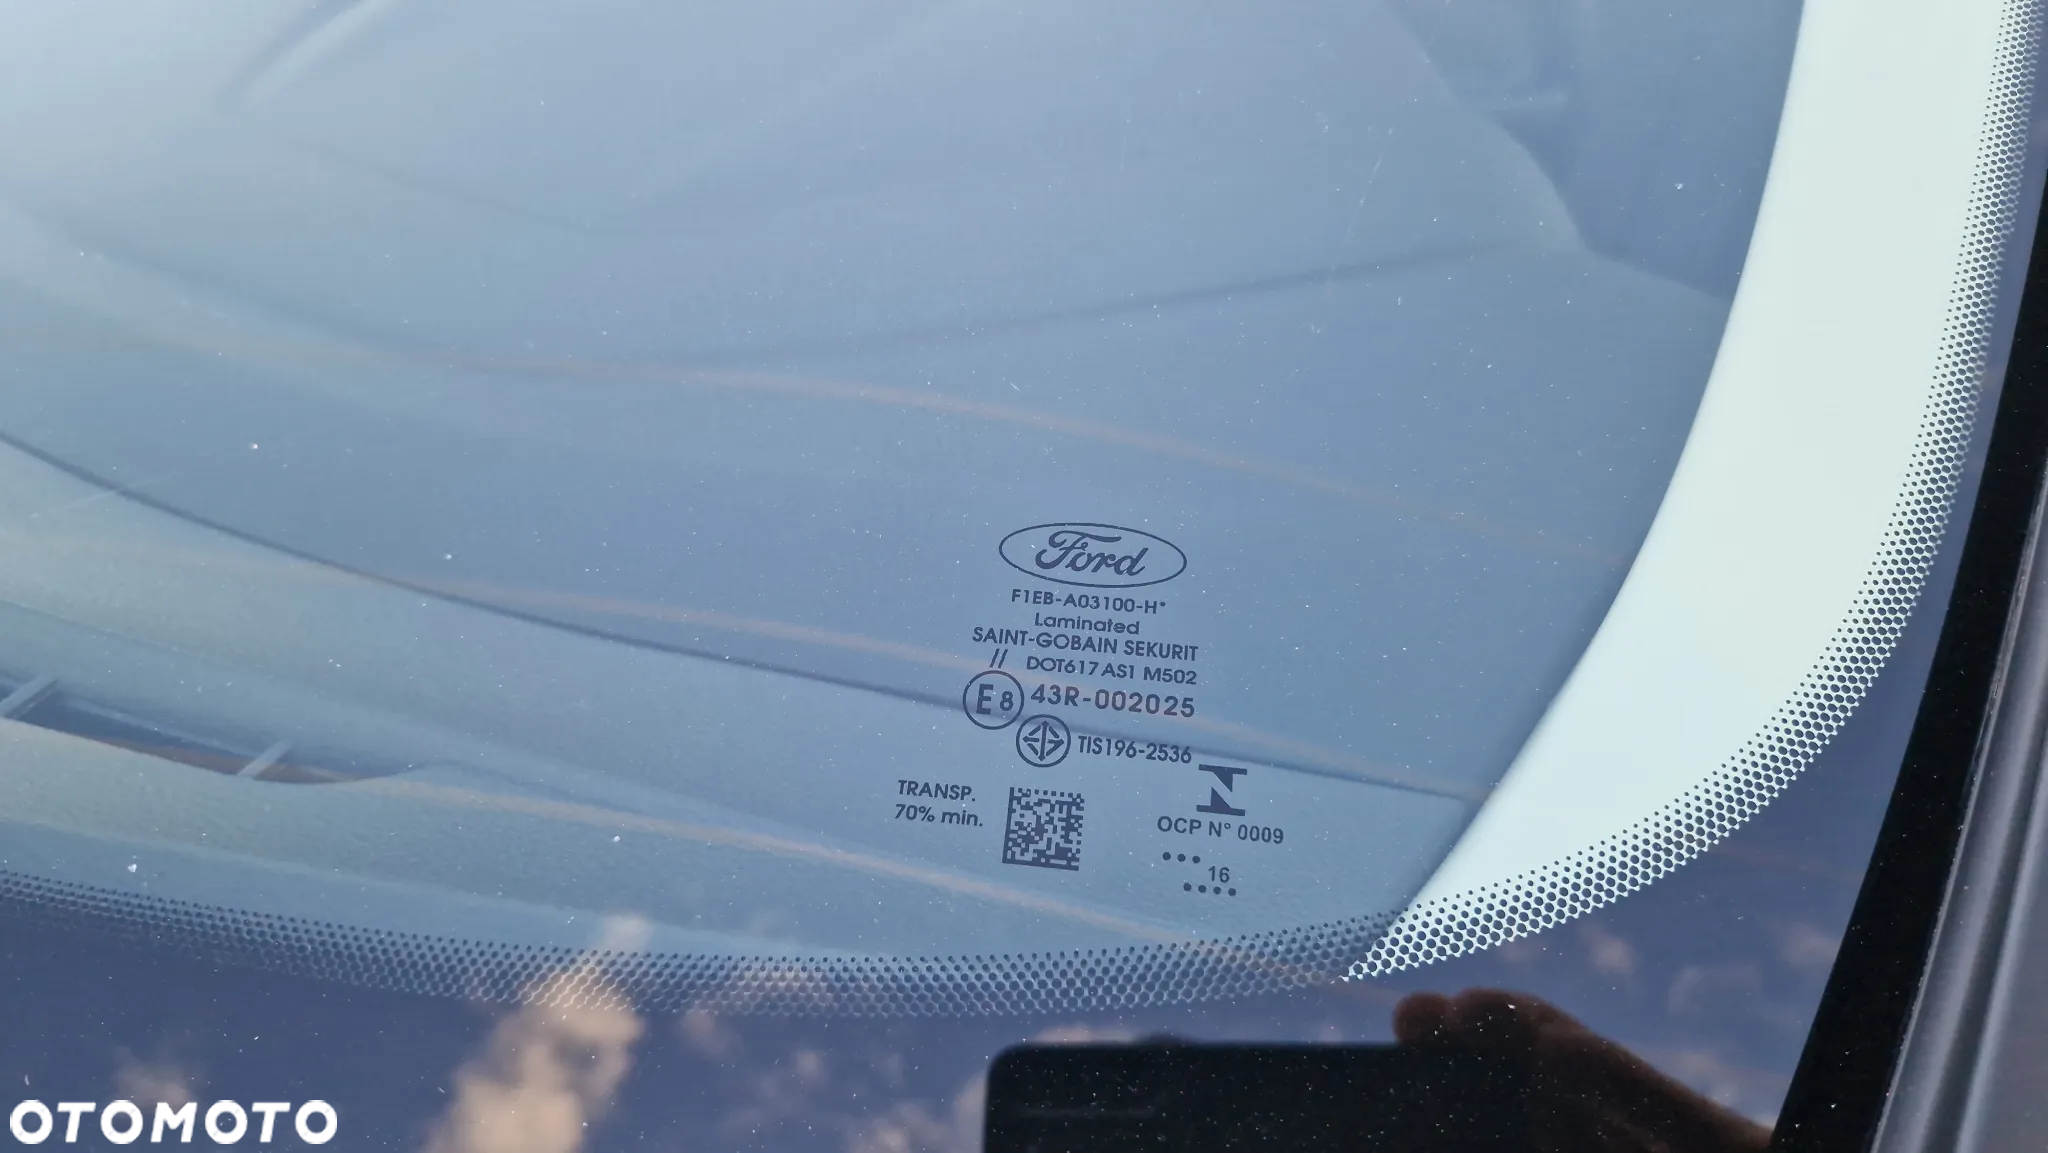 Ford
F1EB-A03100-H*
Laminated
SAINT-GOBAIN SEKURIT
// DOT617 AS1 M502
E8 43R-002025
TIS196-2536
TRANSP.
70% min.
OCP N° 0009
•••
16
••••
OTOMOTO